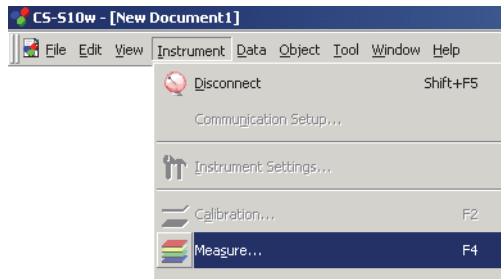 CS-S10w - [New Document1]
File Edit View Instrument Data Object Tool Window Help
Disconnect Shift+F5
Communication Setup...
Instrument Settings...
Calibration... F2
Measure... F4